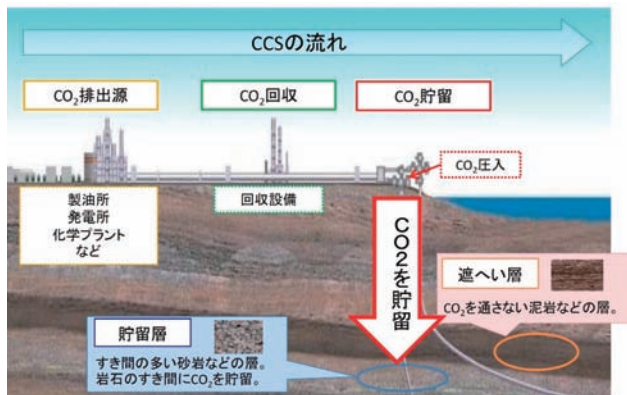 CCSの流れ
CO₂排出源
CO₂回収
CO₂貯留
CO₂圧入
製油所
発電所
化学プラント
など
回収設備
CO2を貯留
遮へい層
CO₂を通さない泥岩などの層。
貯留層
すき間の多い砂岩などの層。
岩石のすき間にCO₂を貯留。